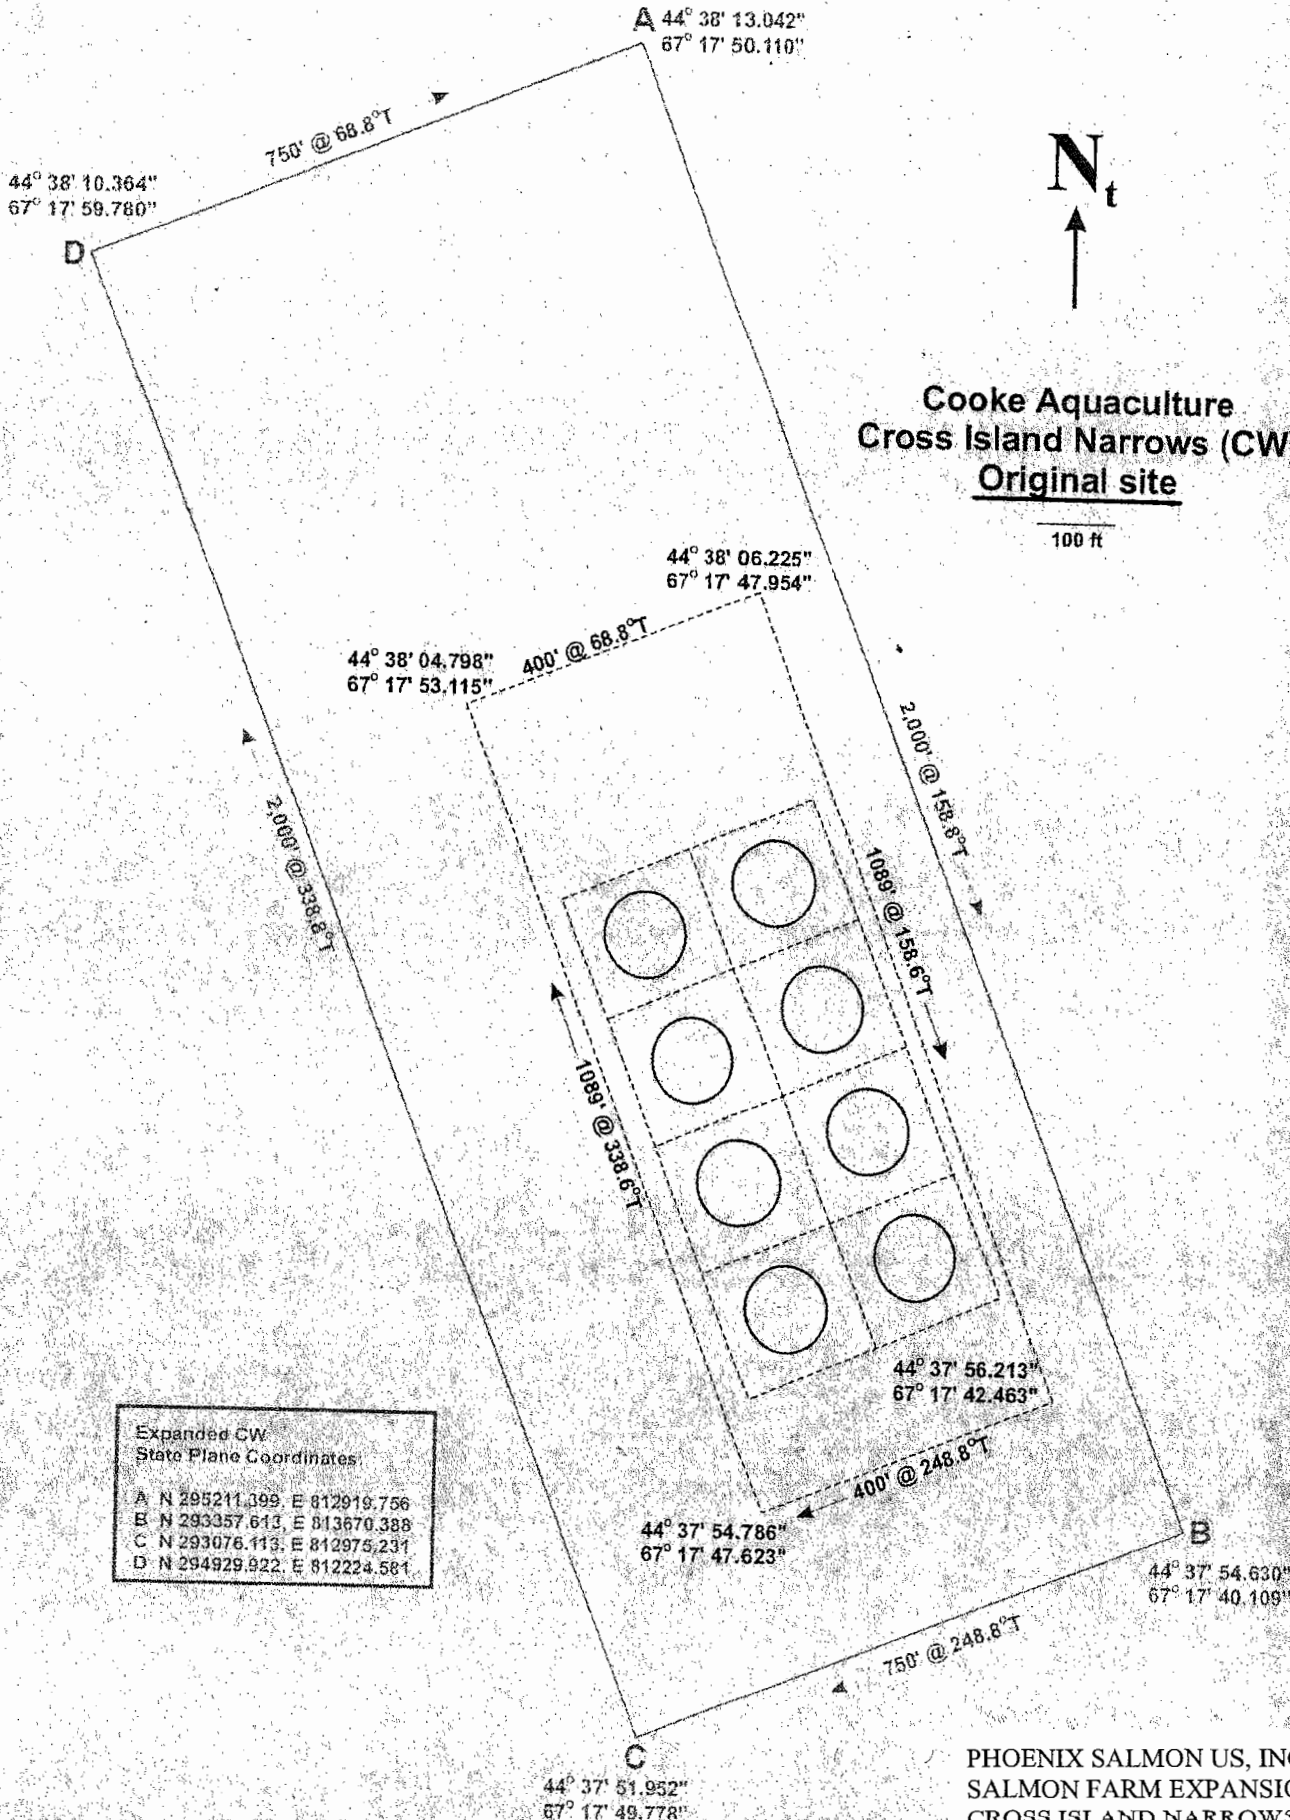 A 44° 38' 13.042"
67° 17' 50.110"
750' @ 68.8°T
44° 38' 10.364"
67° 17' 59.780"
D
N t
Cooke Aquaculture
Cross Island Narrows (CW
Original site
100 ft
44° 38' 06.225"
67° 17' 47.954"
400' @ 68.8°T
44° 38' 04.798"
67° 17' 53.115"
2,000' @ 158.8°T
2,000' @ 338.8°T
1089' @ 158.6°T
1089' @ 338.6°T
44° 37' 56.213"
67° 17' 42.463"
400' @ 248.8°T
44° 37' 54.786"
67° 17' 47.623"
B
44° 37' 54.630"
67° 17' 40.109"
Expanded CW
State Plane Coordinates:
A N 295211.399, E 812919.756
B N 293357.613, E 813670.388
C N 293076.113, E 812975.231
D N 294929.922, E 812224.581
750' @ 248.8°T
C
44° 37' 51.952"
67° 17' 49.778"
PHOENIX SALMON US, INC
SALMON FARM EXPANSIO
CROSS ISLAND NARROWS